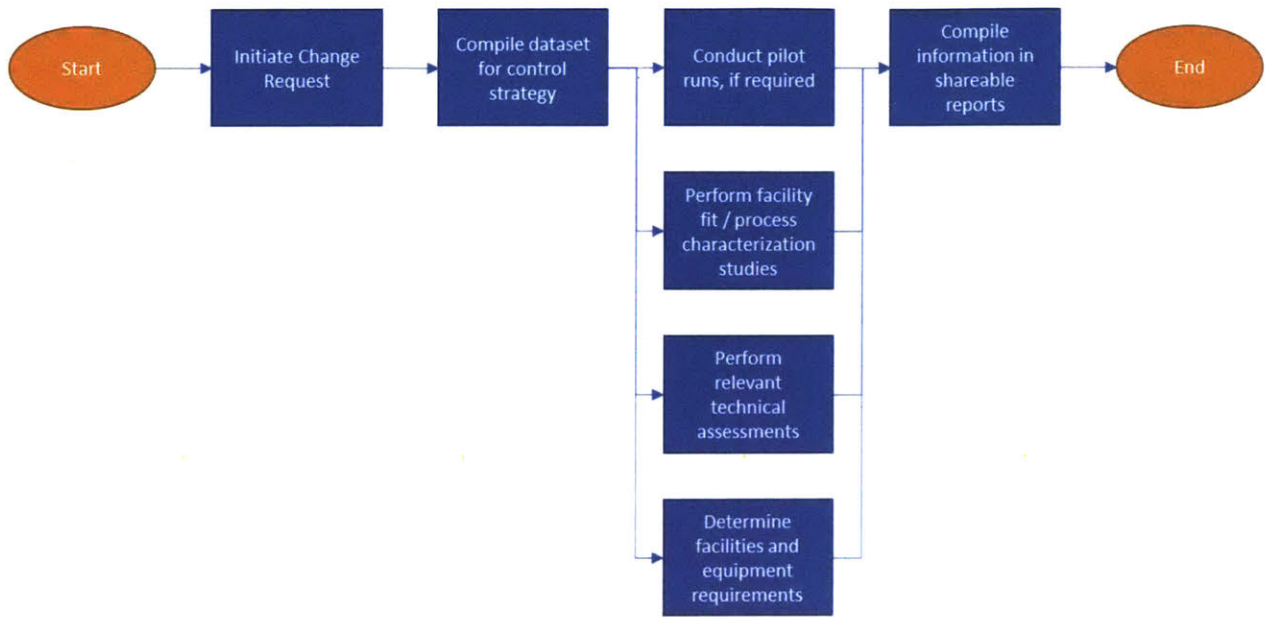 Start
Initiate Change
Request
Compile dataset
for control
strategy
Conduct pilot
runs, if required
Compile
information in
shareable
reports
End
Perform facility
fit / process
characterization
studies
Perform
relevant
technical
assessments
Determine
facilities and
equipment
requirements